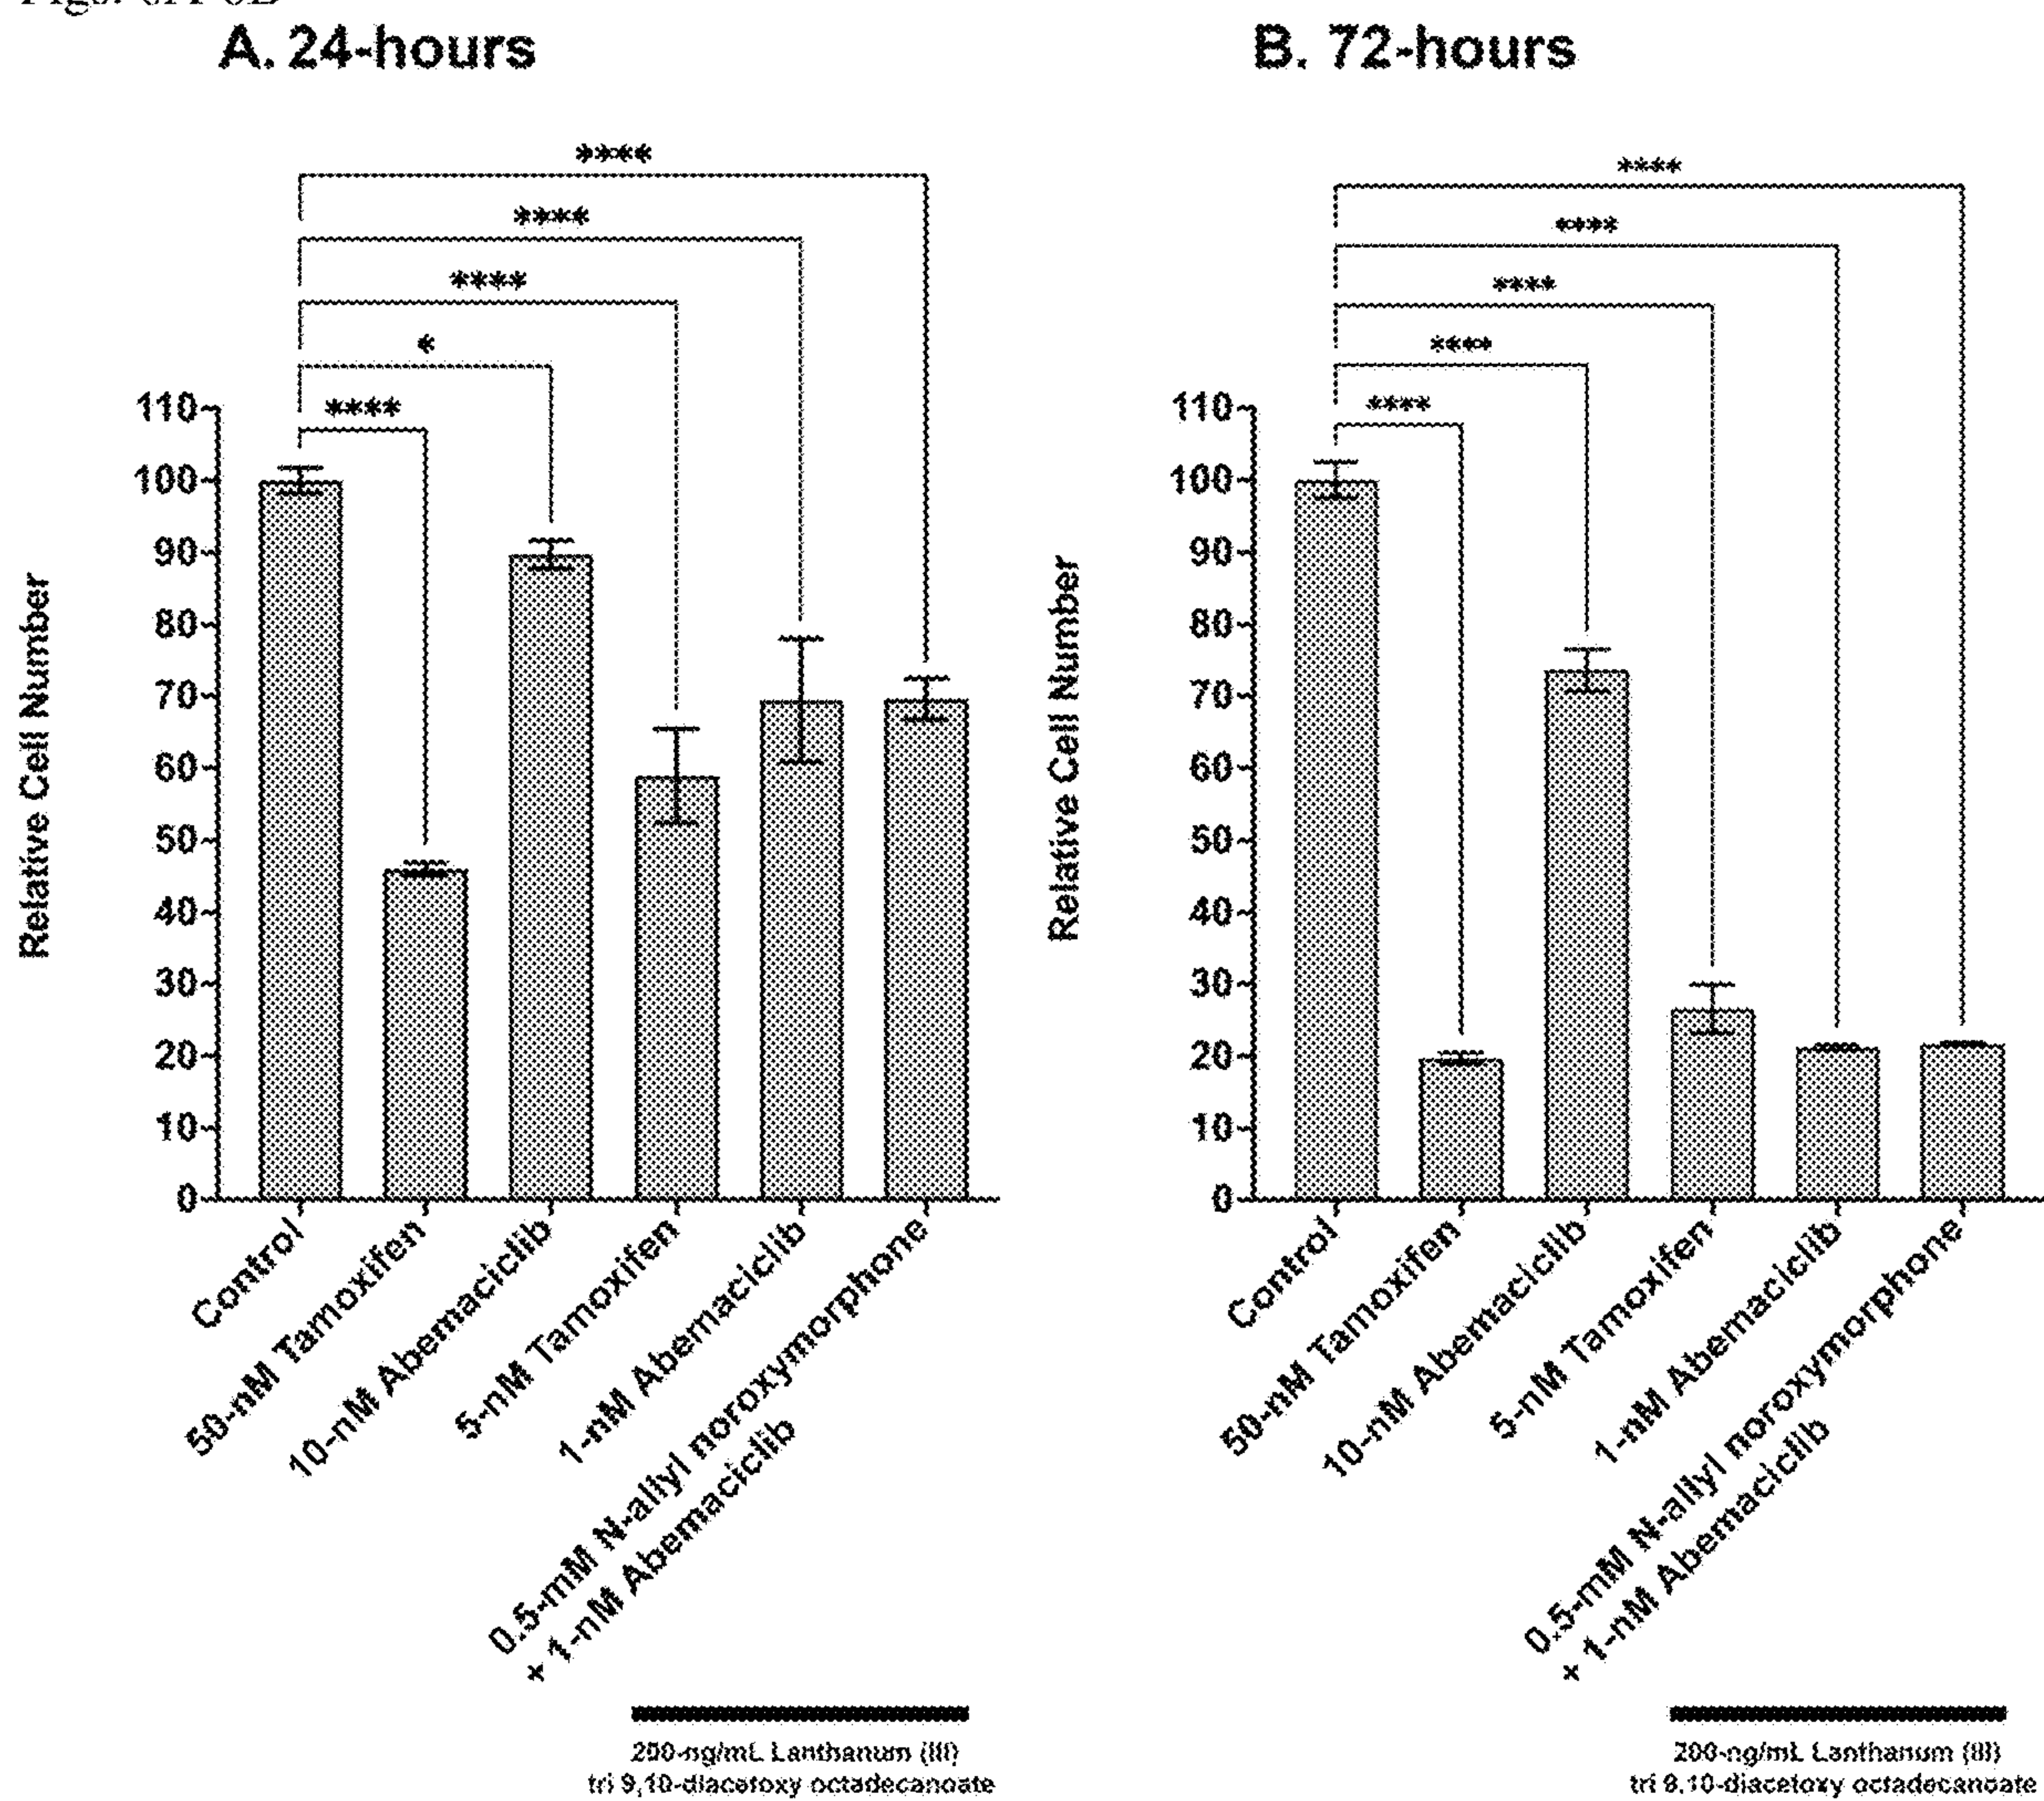 A. 24-hours
****
****
****
*
****
110
100
90
80
70
60
50
40
30
20
10
0
Relative Cell Number
Control
50-nM Tamoxifen
10-nM Abemaciclib
5-nM Tamoxifen
1-nM Abemaciclib
0.5-mM N-allyl noroxymorphone
+ 1-nM Abemaciclib
200-ng/mL Lanthanum (III)
tri 9,10-diacetoxy octadecanoate
B. 72-hours
****
****
****
****
****
110
100
90
80
70
60
50
40
30
20
10
0
Relative Cell Number
Control
50-nM Tamoxifen
10-nM Abemaciclib
5-nM Tamoxifen
1-nM Abemaciclib
0.5-mM N-allyl noroxymorphone
+ 1-nM Abemaciclib
200-ng/mL Lanthanum (III)
tri 9,10-diacetoxy octadecanoate